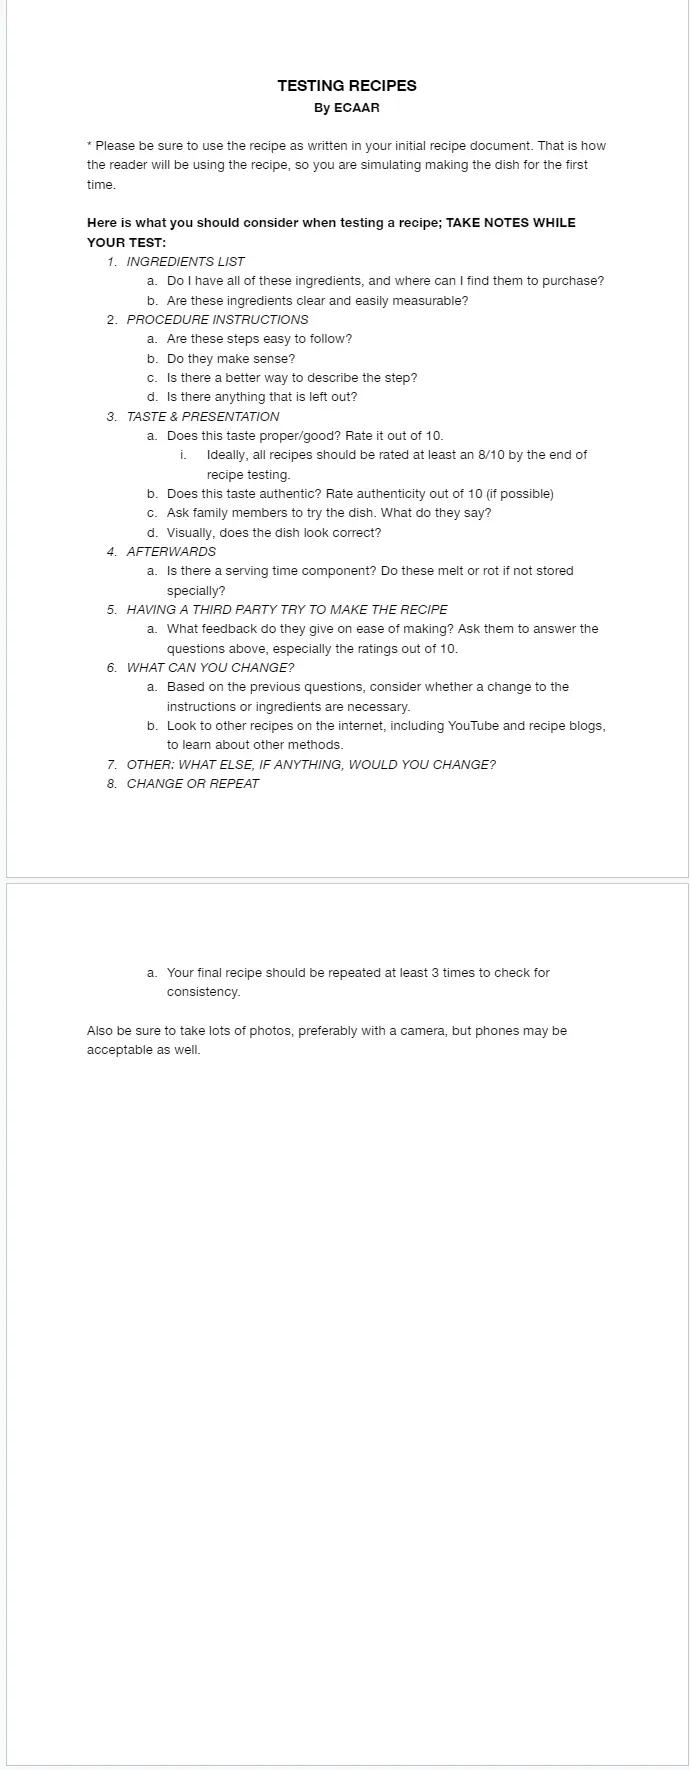 TESTING RECIPES
By ECAAR
* Please be sure to use the recipe as written in your initial recipe document. That is how
the reader will be using the recipe, so you are simulating making the dish for the first
time.
Here is what you should consider when testing a recipe; TAKE NOTES WHILE
YOUR TEST:
1. INGREDIENTS LIST
a. Do I have all of these ingredients, and where can I find them to purchase?
b. Are these ingredients clear and easily measurable?
2. PROCEDURE INSTRUCTIONS
a. Are these steps easy to follow?
b. Do they make sense?
c. Is there a better way to describe the step?
d. Is there anything that is left out?
3. TASTE & PRESENTATION
a. Does this taste proper/good? Rate it out of 10.
i. Ideally, all recipes should be rated at least an 8/10 by the end of
recipe testing.
b. Does this taste authentic? Rate authenticity out of 10 (if possible)
c. Ask family members to try the dish. What do they say?
d. Visually, does the dish look correct?
4. AFTERWARDS
a. Is there a serving time component? Do these melt or rot if not stored
specially?
5. HAVING A THIRD PARTY TRY TO MAKE THE RECIPE
a. What feedback do they give on ease of making? Ask them to answer the
questions above, especially the ratings out of 10.
6. WHAT CAN YOU CHANGE?
a. Based on the previous questions, consider whether a change to the
instructions or ingredients are necessary.
b. Look to other recipes on the internet, including YouTube and recipe blogs,
to learn about other methods.
7. OTHER: WHAT ELSE, IF ANYTHING, WOULD YOU CHANGE?
8. CHANGE OR REPEAT
a. Your final recipe should be repeated at least 3 times to check for
consistency.
Also be sure to take lots of photos, preferably with a camera, but phones may be
acceptable as well.